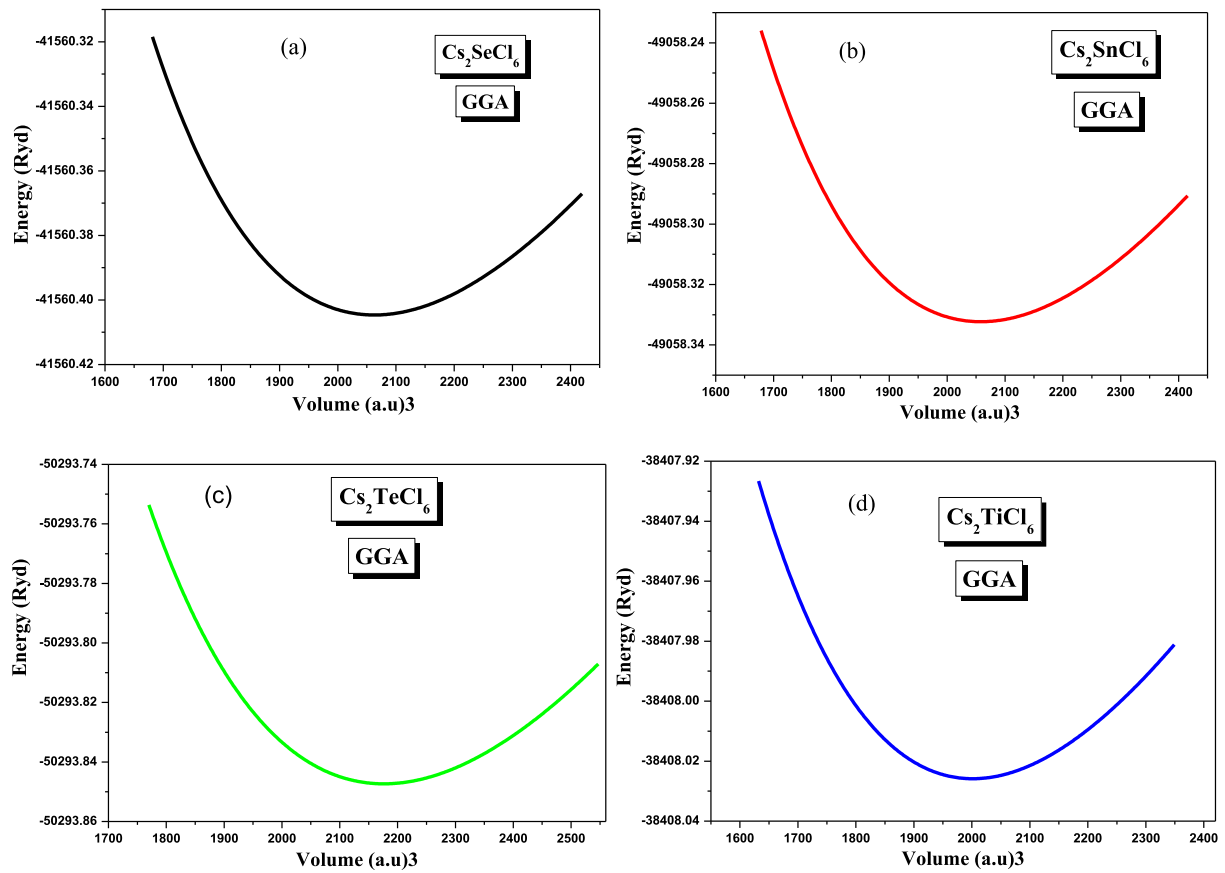 (a)
Cs2SeCl6
GGA
Energy (Ryd)
-41560.32
-41560.34
-41560.36
-41560.38
-41560.40
-41560.42
1600 1700 1800 1900 2000 2100 2200 2300 2400
Volume (a.u)3
(b)
Cs2SnCl6
GGA
Energy (Ryd)
-49058.24
-49058.26
-49058.28
-49058.30
-49058.32
-49058.34
1600 1700 1800 1900 2000 2100 2200 2300 2400
Volume (a.u)3
(c)
Cs2TeCl6
GGA
Energy (Ryd)
-50293.74
-50293.76
-50293.78
-50293.80
-50293.82
-50293.84
-50293.86
1700 1800 1900 2000 2100 2200 2300 2400 2500
Volume (a.u)3
(d)
Cs2TiCl6
GGA
Energy (Ryd)
-38407.92
-38407.94
-38407.96
-38407.98
-38408.00
-38408.02
-38408.04
1600 1700 1800 1900 2000 2100 2200 2300 2400
Volume (a.u)3